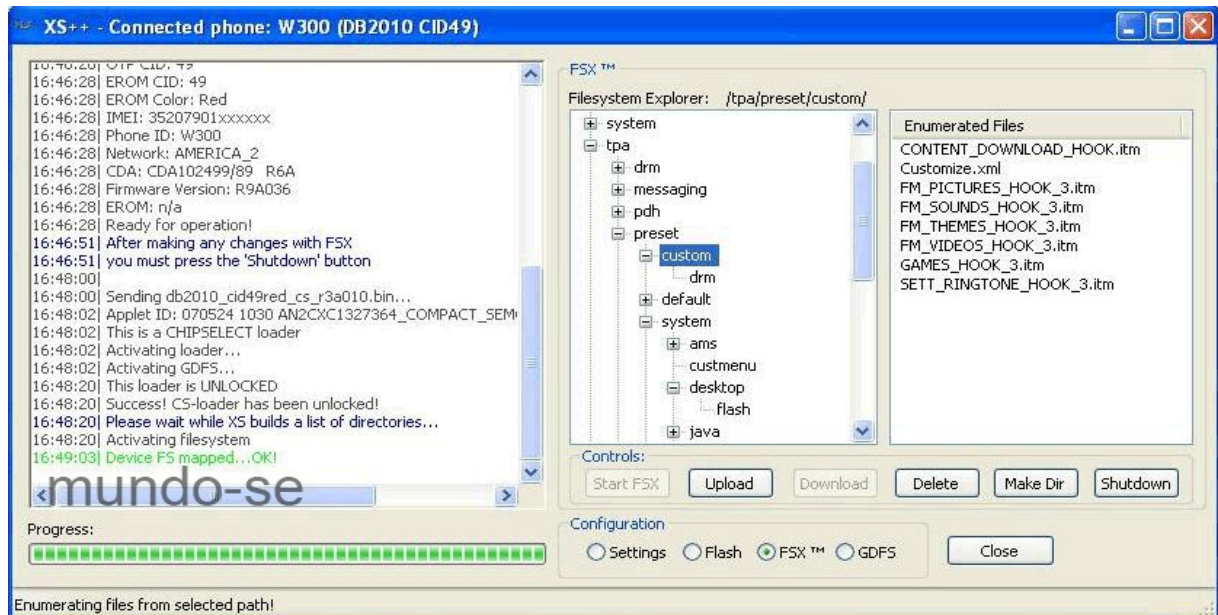 XS++ - Connected phone: W300 (DB2010 CID49)
16:46:28| OTP CID: 49
16:46:28| EROM CID: 49
16:46:28| EROM Color: Red
16:46:28| IMEI: 35207901xxxxxx
16:46:28| Phone ID: W300
16:46:28| Network: AMERICA_2
16:46:28| CDA: CDA102499/89 R6A
16:46:28| Firmware Version: R9A036
16:46:28| EROM: n/a
16:46:28| Ready for operation!
16:46:51| After making any changes with FSX
16:46:51| you must press the 'Shutdown' button
16:48:00|
16:48:00| Sending db2010_cid49red_cs_r3a010.bin...
16:48:02| Applet ID: 070524 1030 AN2CXC1327364_COMPACT_SEM
16:48:02| This is a CHIPSELECT loader
16:48:02| Activating loader...
16:48:02| Activating GDFS...
16:48:20| This loader is UNLOCKED
16:48:20| Success! CS-loader has been unlocked!
16:48:20| Please wait while XS builds a list of directories...
16:48:20| Activating filesystem
16:49:03| Device FS mapped...OK!
mundo-se
Progress:
FSX ™
Filesystem Explorer: /tpa/preset/custom/
system
tpa
drm
messaging
pdh
preset
custom
drm
default
system
ams
custmenu
desktop
flash
java
Enumerated Files
CONTENT_DOWNLOAD_HOOK.itm
Customize.xml
FM_PICTURES_HOOK_3.itm
FM_SOUNDS_HOOK_3.itm
FM_THEMES_HOOK_3.itm
FM_VIDEOS_HOOK_3.itm
GAMES_HOOK_3.itm
SETT_RINGTONE_HOOK_3.itm
Controls:
Start FSX Upload Download Delete Make Dir Shutdown
Configuration
Settings Flash FSX ™ GDFS Close
Enumerating files from selected path!